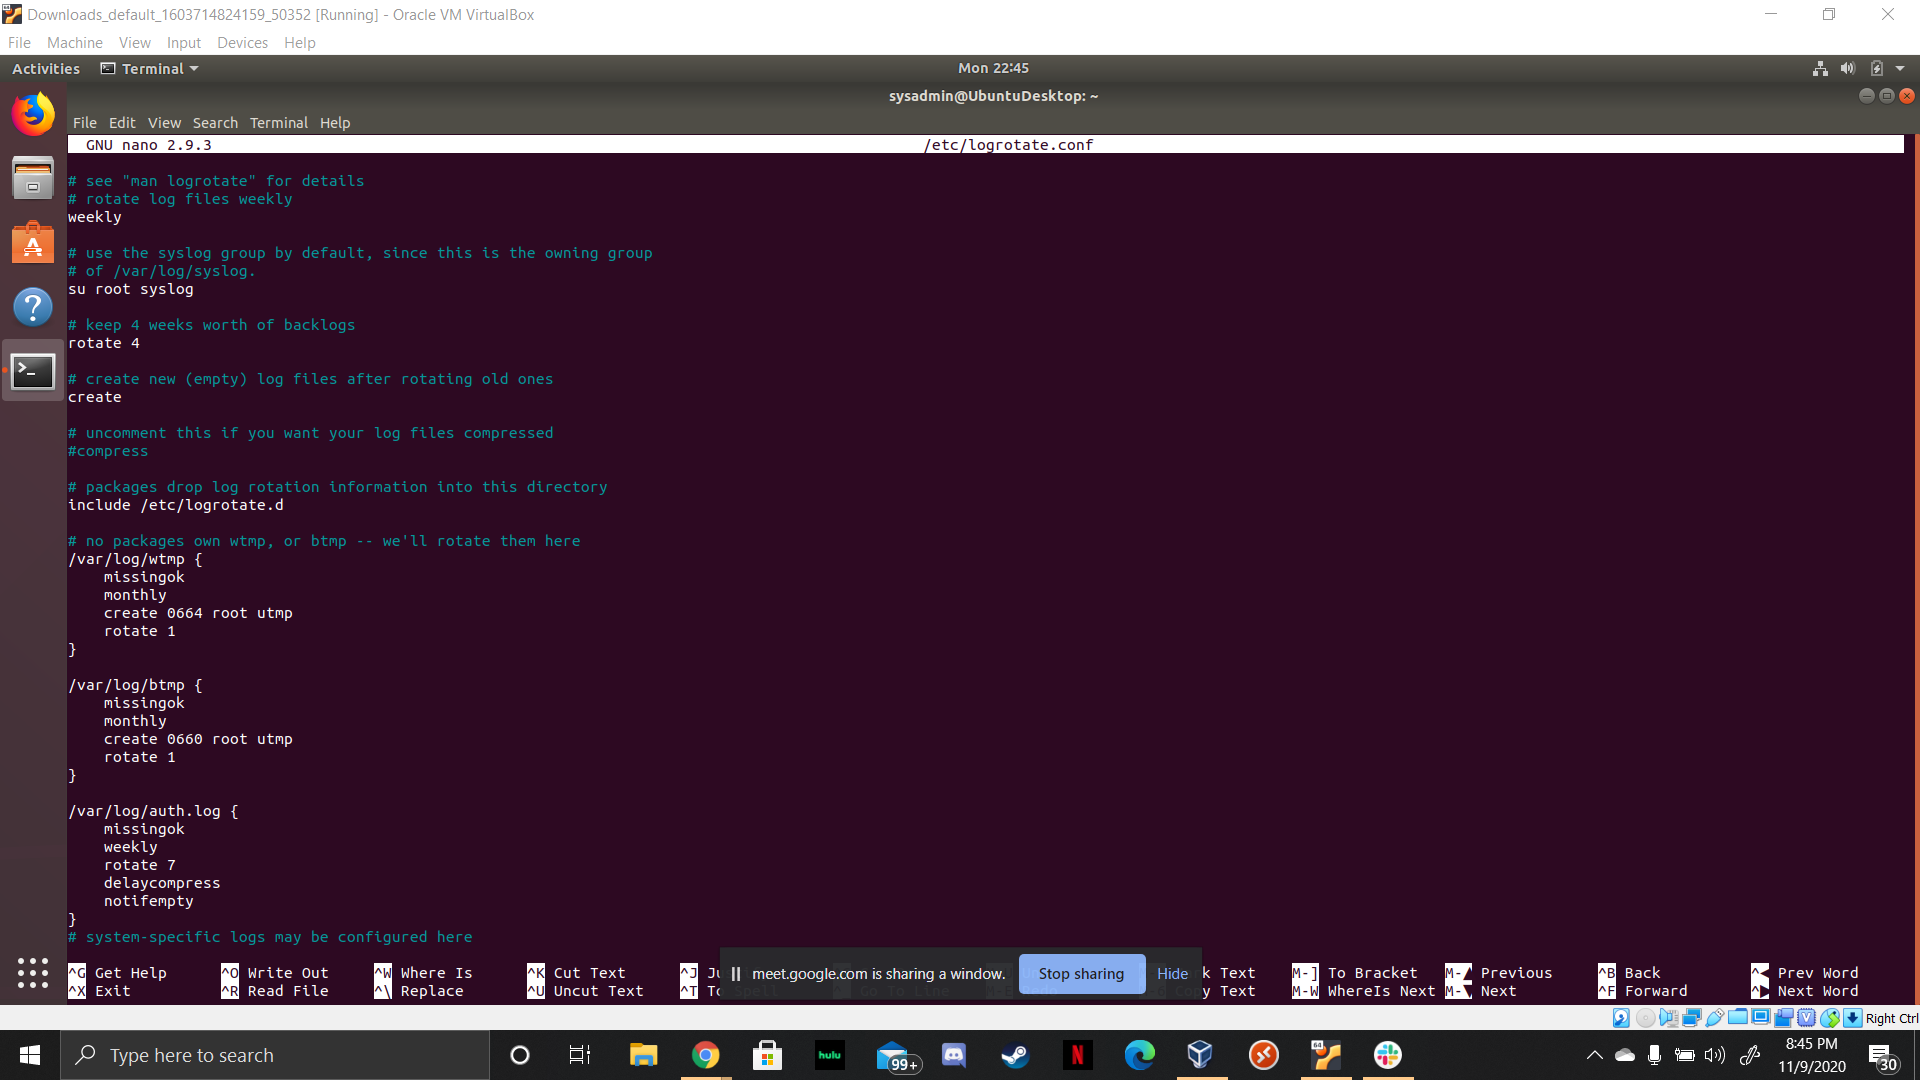 Downloads_default_1603714824159_50352 [Running] - Oracle VM VirtualBox
File Machine View Input Devices Help
Activities Terminal Mon 22:45
sysadmin@UbuntuDesktop: ~
File Edit View Search Terminal Help
GNU nano 2.9.3 /etc/logrotate.conf
# see "man logrotate" for details
# rotate log files weekly
weekly
# use the syslog group by default, since this is the owning group
# of /var/log/syslog.
su root syslog
# keep 4 weeks worth of backlogs
rotate 4
# create new (empty) log files after rotating old ones
create
# uncomment this if you want your log files compressed
#compress
# packages drop log rotation information into this directory
include /etc/logrotate.d
# no packages own wtmp, or btmp -- we'll rotate them here
/var/log/wtmp {
missingok
monthly
create 0664 root utmp
rotate 1
}
/var/log/btmp {
missingok
monthly
create 0660 root utmp
rotate 1
}
/var/log/auth.log {
missingok
weekly
rotate 7
delaycompress
notifempty
}
# system-specific logs may be configured here
^G Get Help ^O Write Out ^W Where Is ^K Cut Text ^J Text M-] To Bracket M-▲ Previous ^B Back ^◀ Prev Word
^X Exit ^R Read File ^\ Replace ^U Uncut Text ^T To Spell Go To Line Redo Copy Text M-W WhereIs Next M-▼ Next ^F Forward ^▶ Next Word
meet.google.com is sharing a window. Stop sharing Hide
Right Ctrl
Type here to search
hulu
99+
N
64
8:45 PM
11/9/2020
30